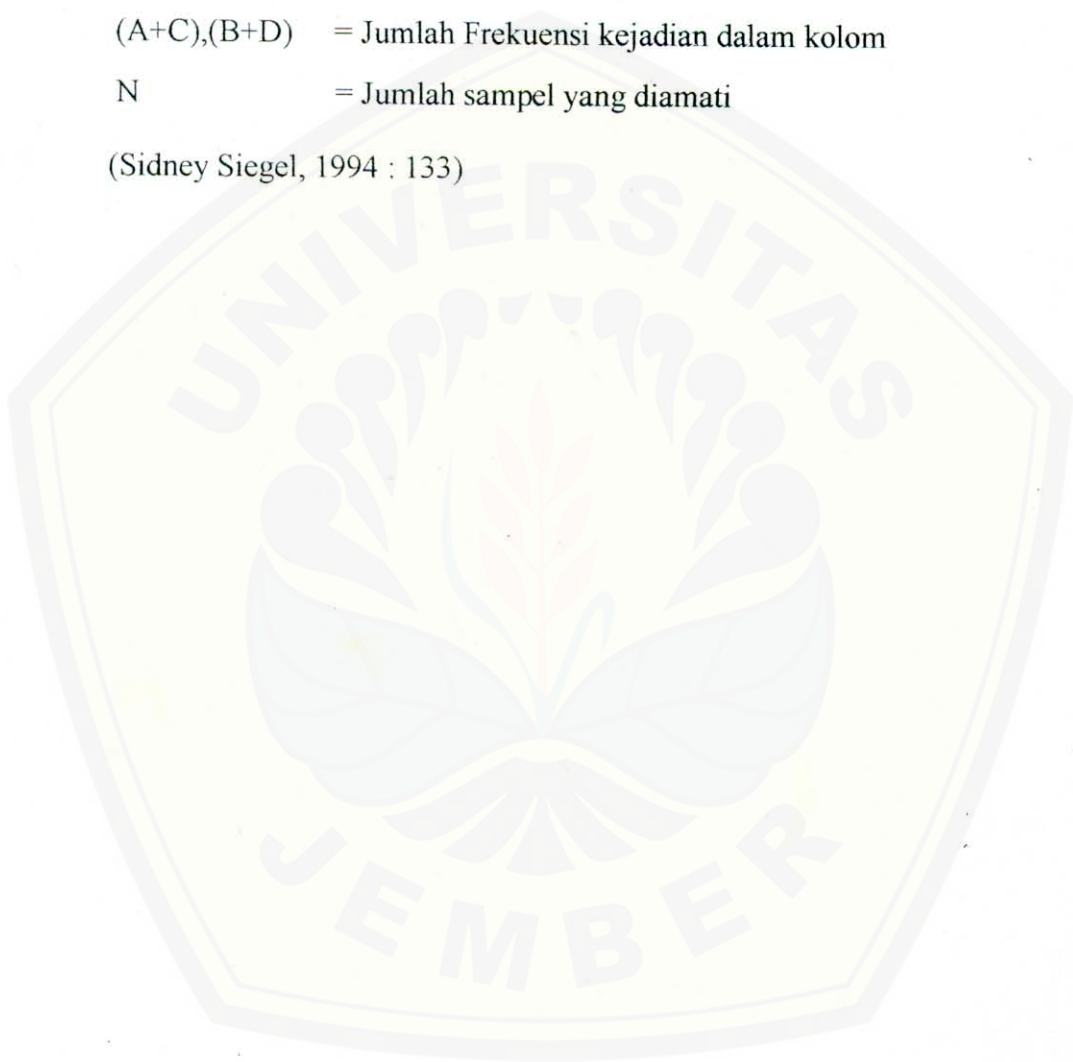 (A+C),(B+D) = Jumlah Frekuensi kejadian dalam kolom
N = Jumlah sampel yang diamati
(Sidney Siegel, 1994 : 133)
UNIVERSITAS
JEMBER